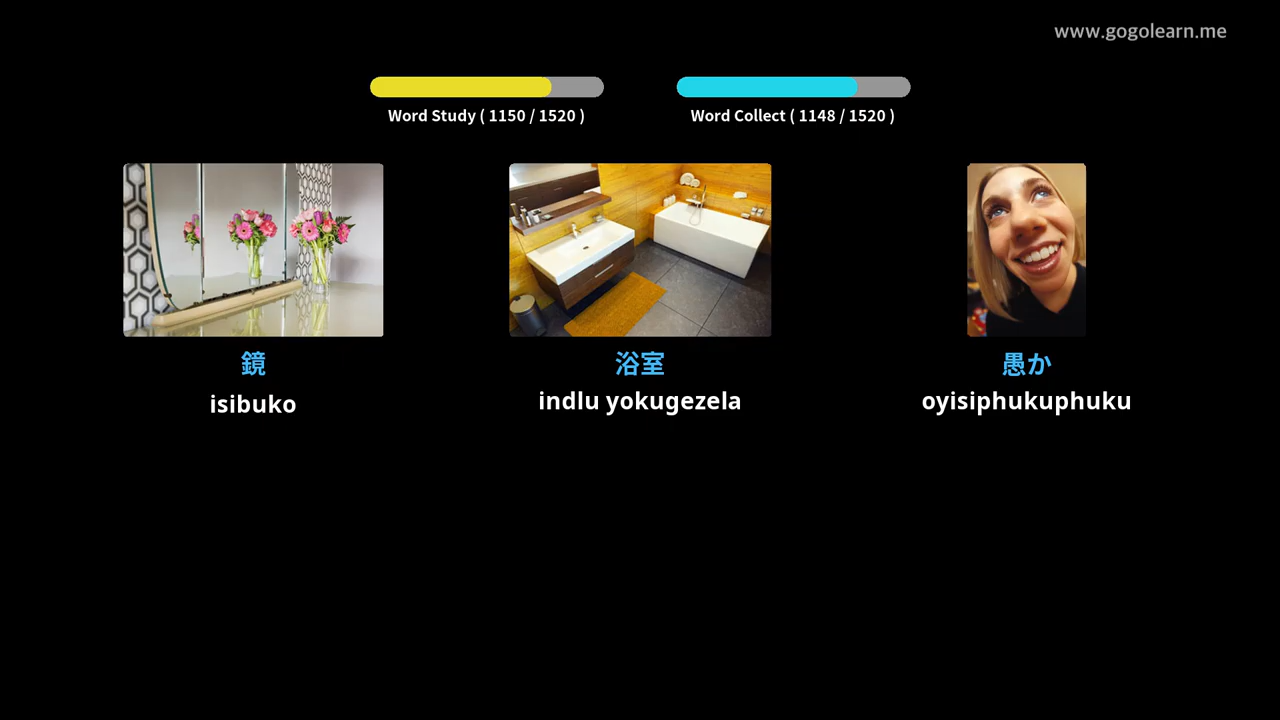 www.gogolearn.me
Word Study ( 1150 / 1520 )
Word Collect ( 1148 / 1520 )
鏡
isibuko
浴室
indlu yokugezela
愚か
oyisiphukuphuku